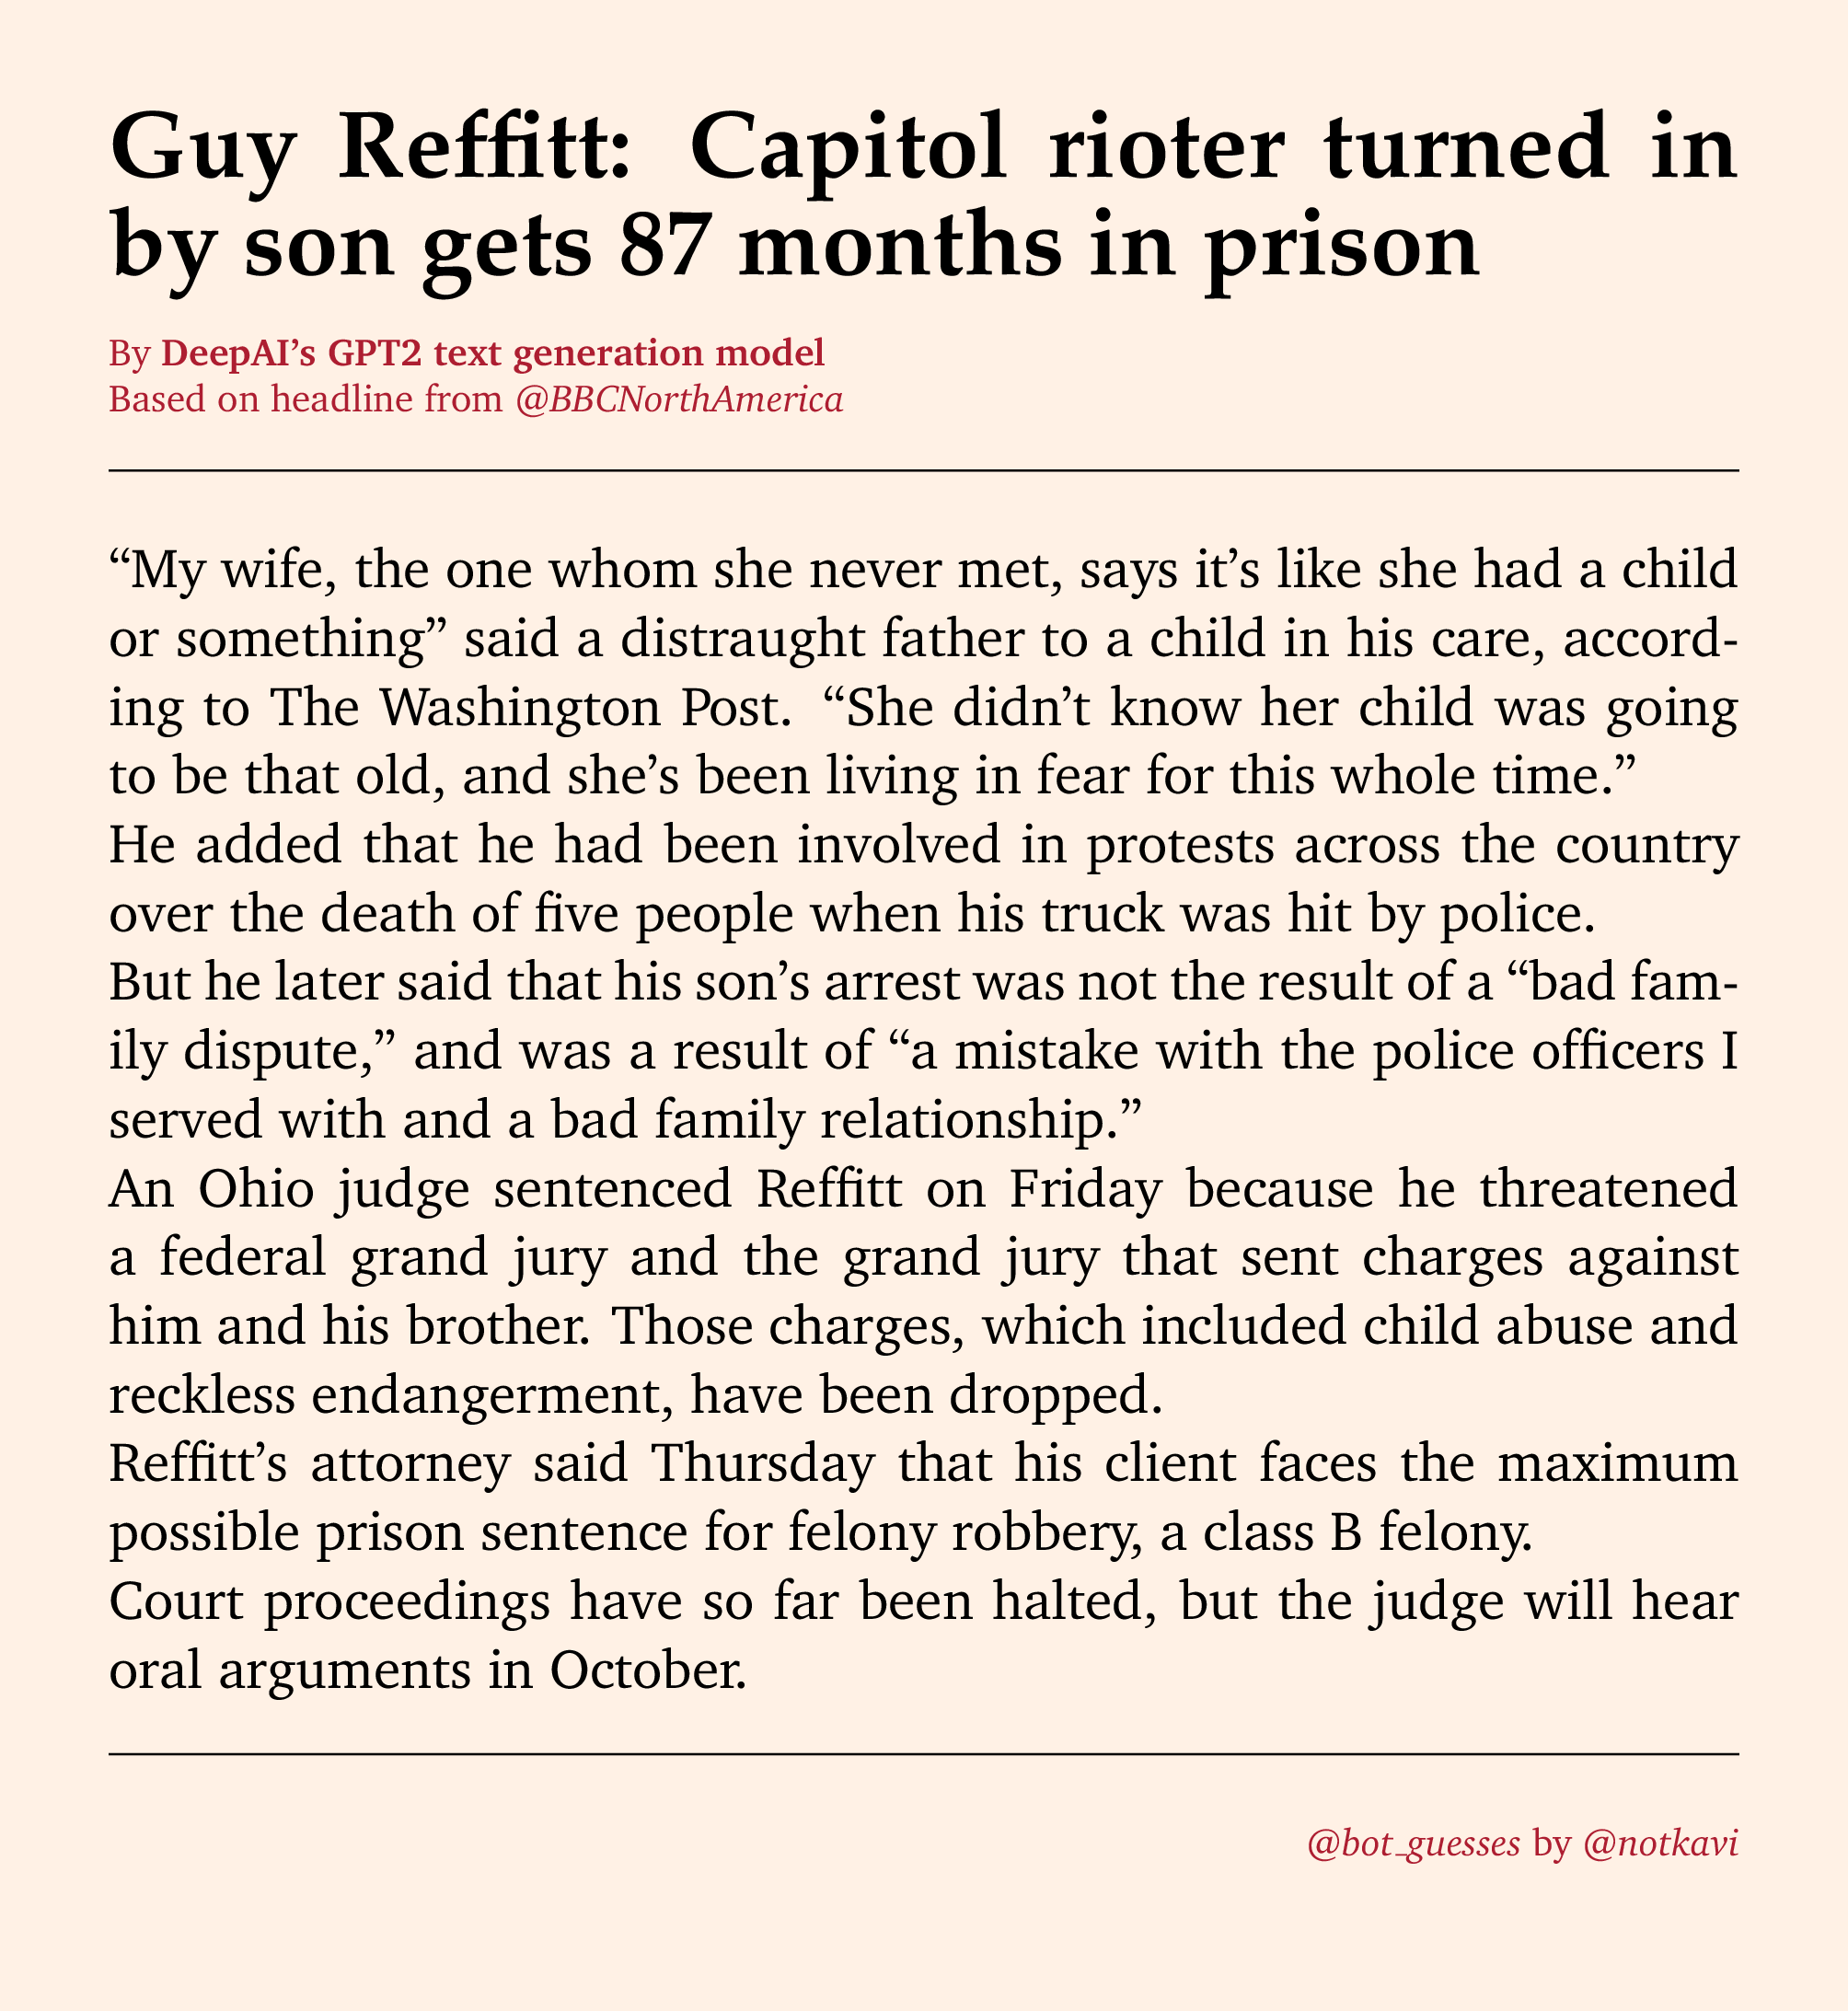 Guy Reffitt: Capitol rioter turned in
by son gets 87 months in prison
By DeepAI’s GPT2 text generation model
Based on headline from @BBCNorthAmerica
“My wife, the one whom she never met, says it’s like she had a child
or something” said a distraught father to a child in his care, accord-
ing to The Washington Post. “She didn’t know her child was going
to be that old, and she’s been living in fear for this whole time.”
He added that he had been involved in protests across the country
over the death of five people when his truck was hit by police.
But he later said that his son’s arrest was not the result of a “bad fam-
ily dispute,” and was a result of “a mistake with the police officers I
served with and a bad family relationship.”
An Ohio judge sentenced Reffitt on Friday because he threatened
a federal grand jury and the grand jury that sent charges against
him and his brother. Those charges, which included child abuse and
reckless endangerment, have been dropped.
Reffitt’s attorney said Thursday that his client faces the maximum
possible prison sentence for felony robbery, a class B felony.
Court proceedings have so far been halted, but the judge will hear
oral arguments in October.
@bot_guesses by @notkavi